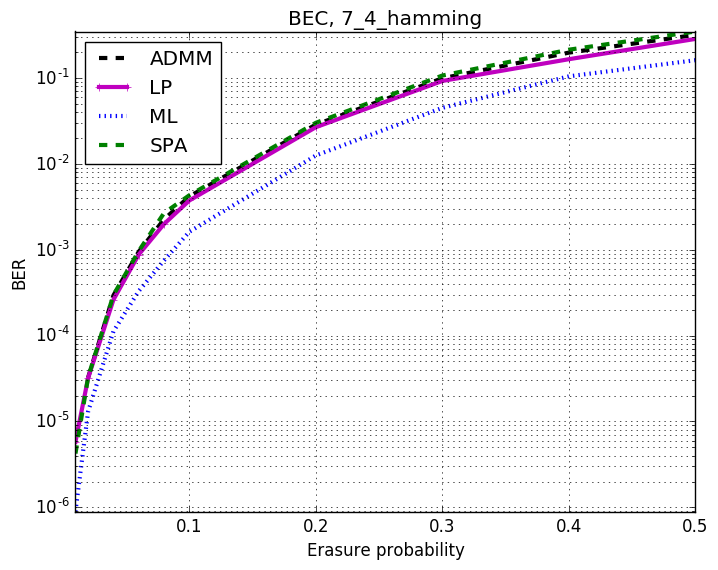 BEC, 7_4_hamming
ADMM
LP
ML
SPA
BER
10^-1
10^-2
10^-3
10^-4
10^-5
10^-6
0.1 0.2 0.3 0.4 0.5
Erasure probability